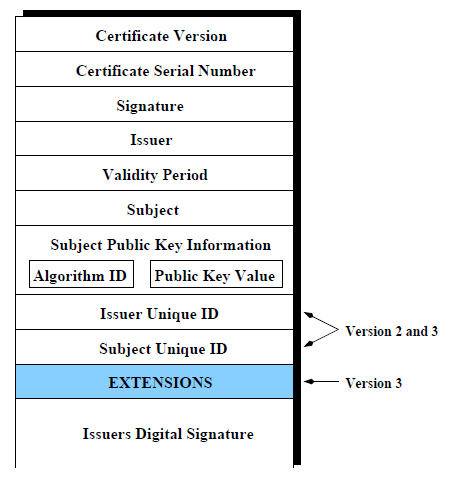 Certificate Version
Certificate Serial Number
Signature
Issuer
Validity Period
Subject
Subject Public Key Information
Algorithm ID
Public Key Value
Issuer Unique ID
Subject Unique ID
Version 2 and 3
EXTENSIONS
Version 3
Issuers Digital Signature